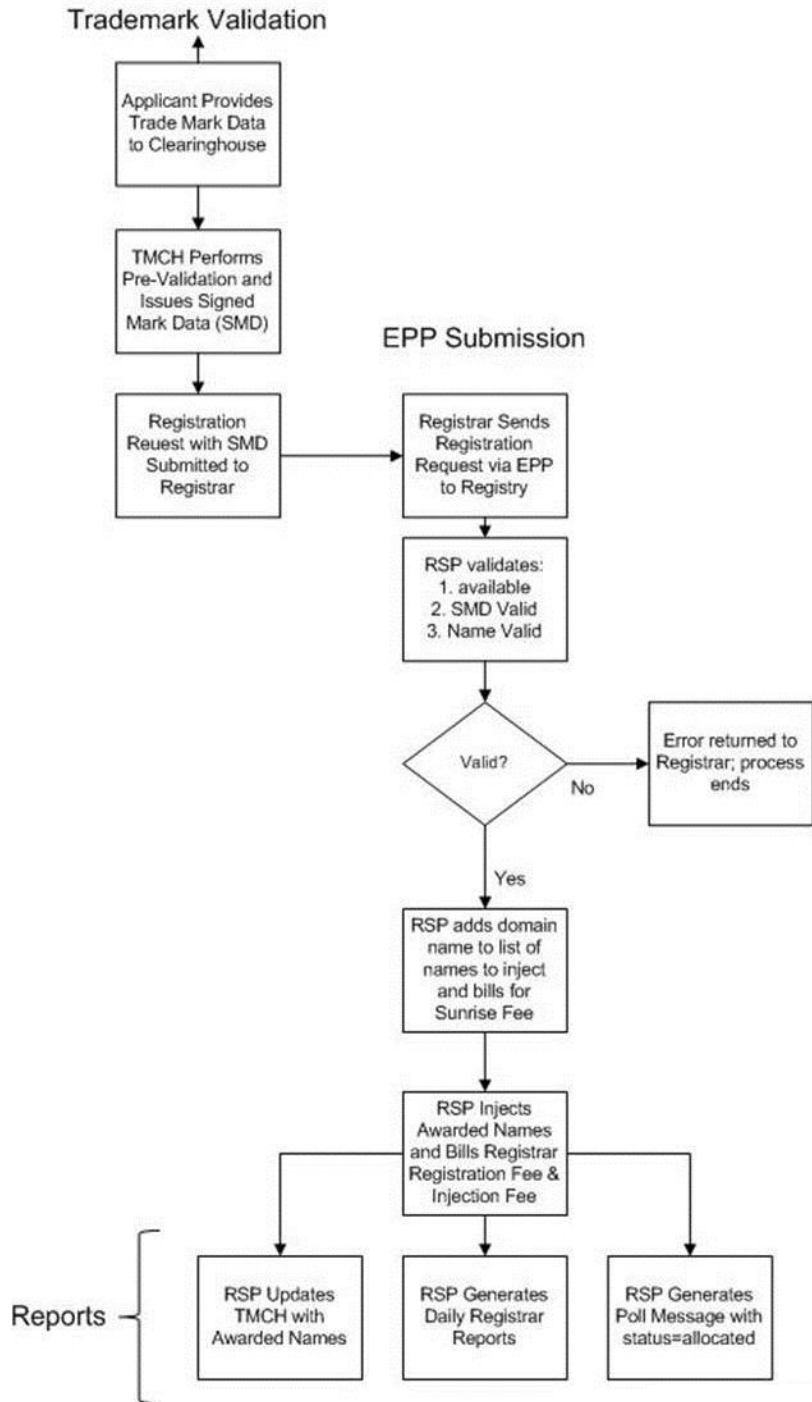 Trademark Validation
Applicant Provides
Trade Mark Data
to Clearinghouse
TMCH Performs
Pre-Validation and
Issues Signed
Mark Data (SMD)
EPP Submission
Registration
Reuest with SMD
Submitted to
Registrar
Registrar Sends
Registration
Request via EPP
to Registry
RSP validates:
1. available
2. SMD Valid
3. Name Valid
Valid?
No
Error returned to
Registrar; process
ends
Yes
RSP adds domain
name to list of
names to inject
and bills for
Sunrise Fee
RSP Injects
Awarded Names
and Bills Registrar
Registration Fee &
Injection Fee
Reports
RSP Updates
TMCH with
Awarded Names
RSP Generates
Daily Registrar
Reports
RSP Generates
Poll Message with
status=allocated